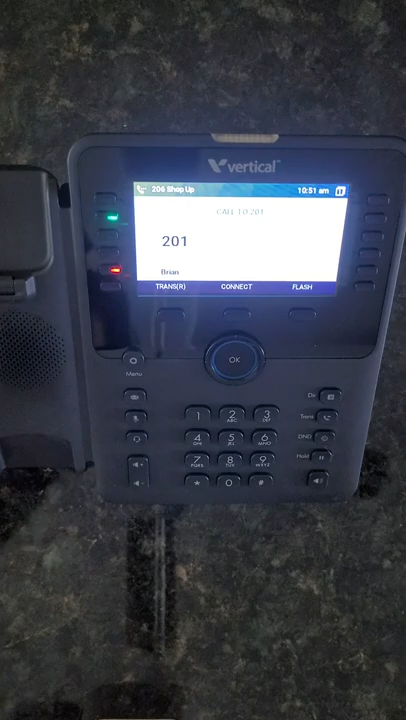 vertical
206 Shop Up 10:51 am
CALL TO 201
201
Brian
TRANS(R) CONNECT FLASH
OK
Menu
Dir
1 2 ABC 3 DEF
Trans
4 GHI 5 JKL 6 MNO
DND
7 PQRS 8 TUV 9 WXYZ
Hold
* 0 #